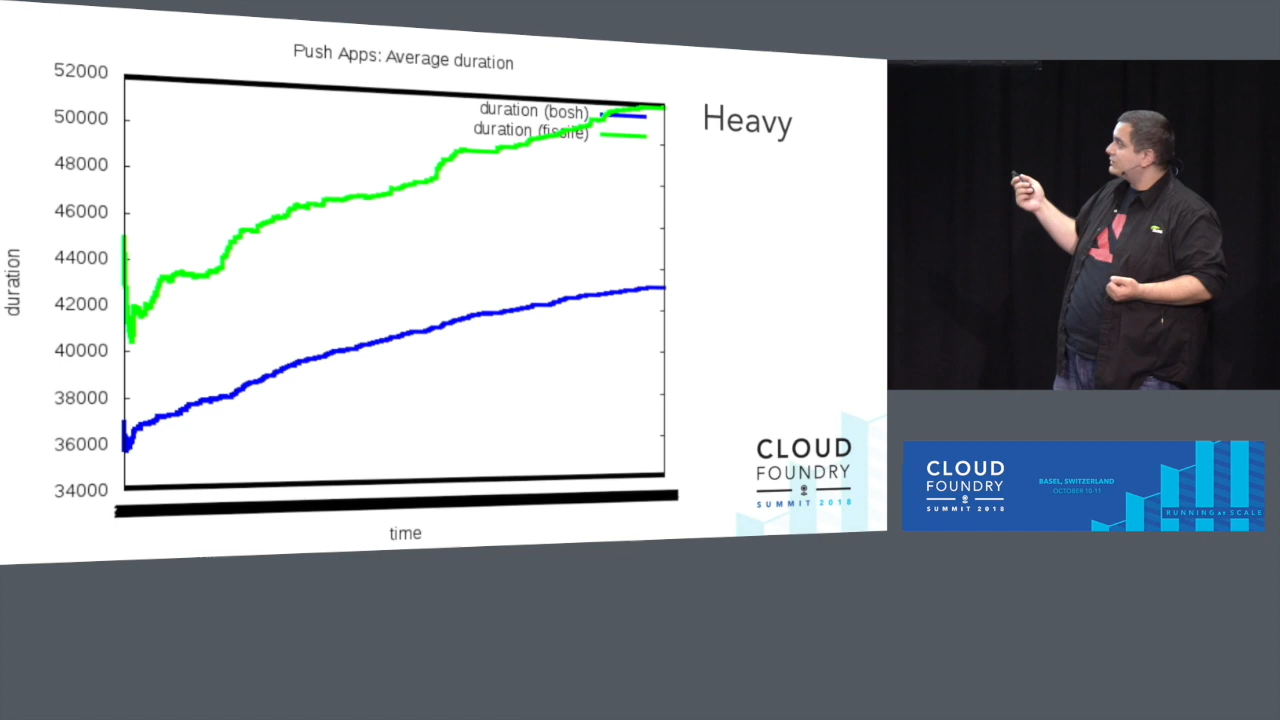 Push Apps: Average duration
52000
50000
48000
46000
44000
42000
40000
38000
36000
34000
duration
duration (bosh)
duration (fissile)
time
Heavy
CLOUD
FOUNDRY
SUMMIT 2018
CLOUD
FOUNDRY
SUMMIT 2018
BASEL, SWITZERLAND
OCTOBER 10-11
RUNNING AT SCALE